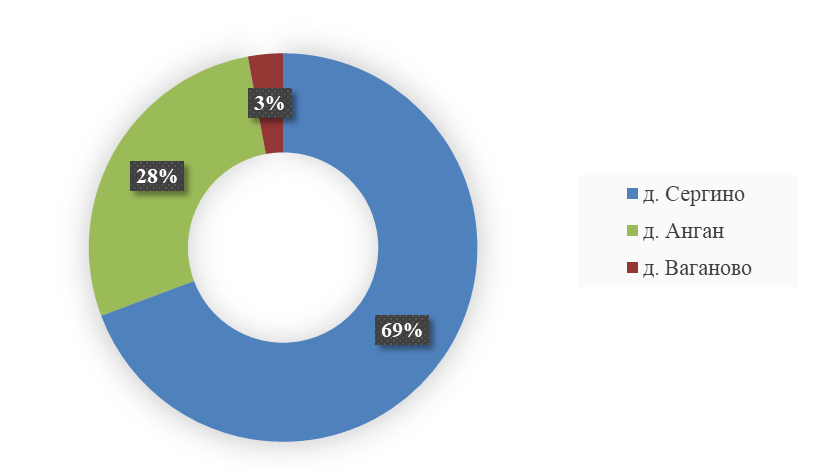 3%
28%
69%
д. Сергино
д. Анган
д. Ваганово